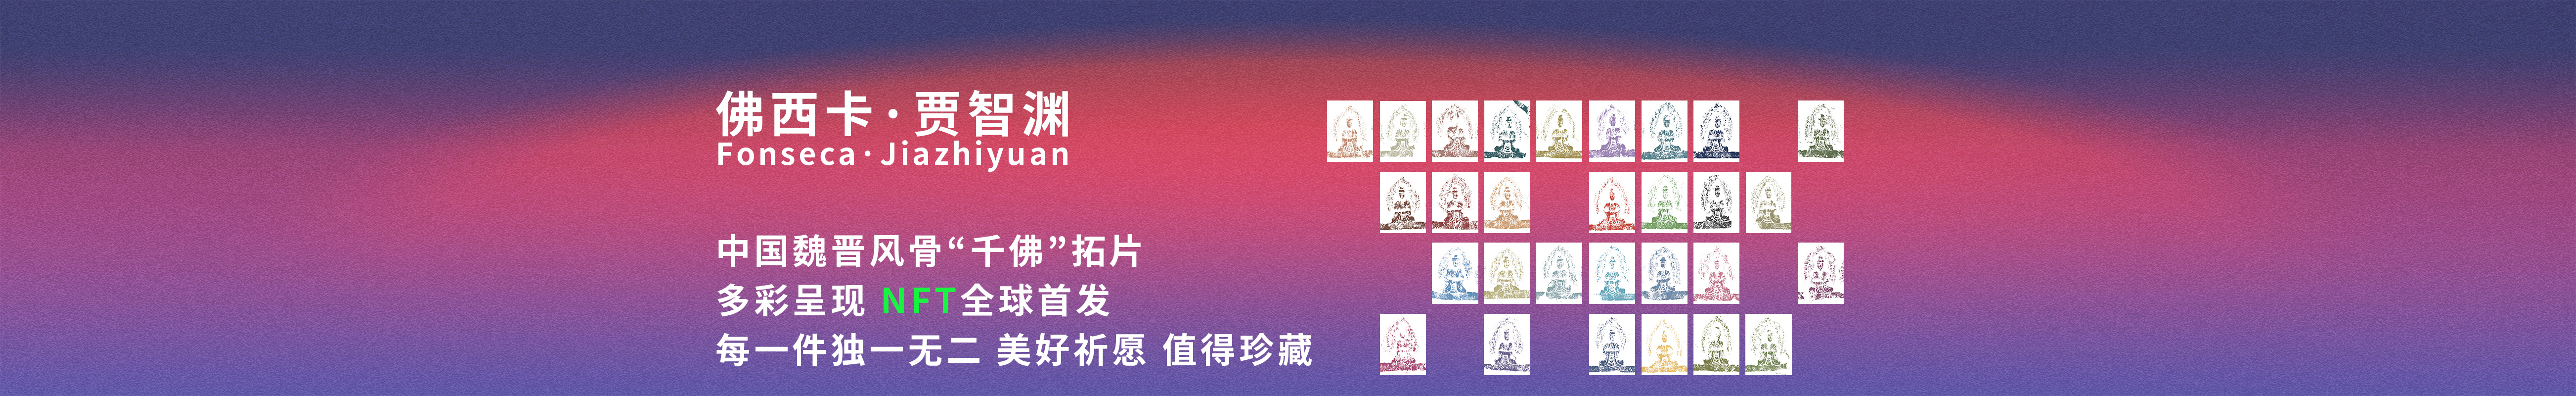 佛西卡·贾智渊
Fonseca·Jiazhiyuan
中国魏晋风骨“千佛”拓片
多彩呈现 NFT全球首发
每一件独一无二 美好祈愿 值得珍藏